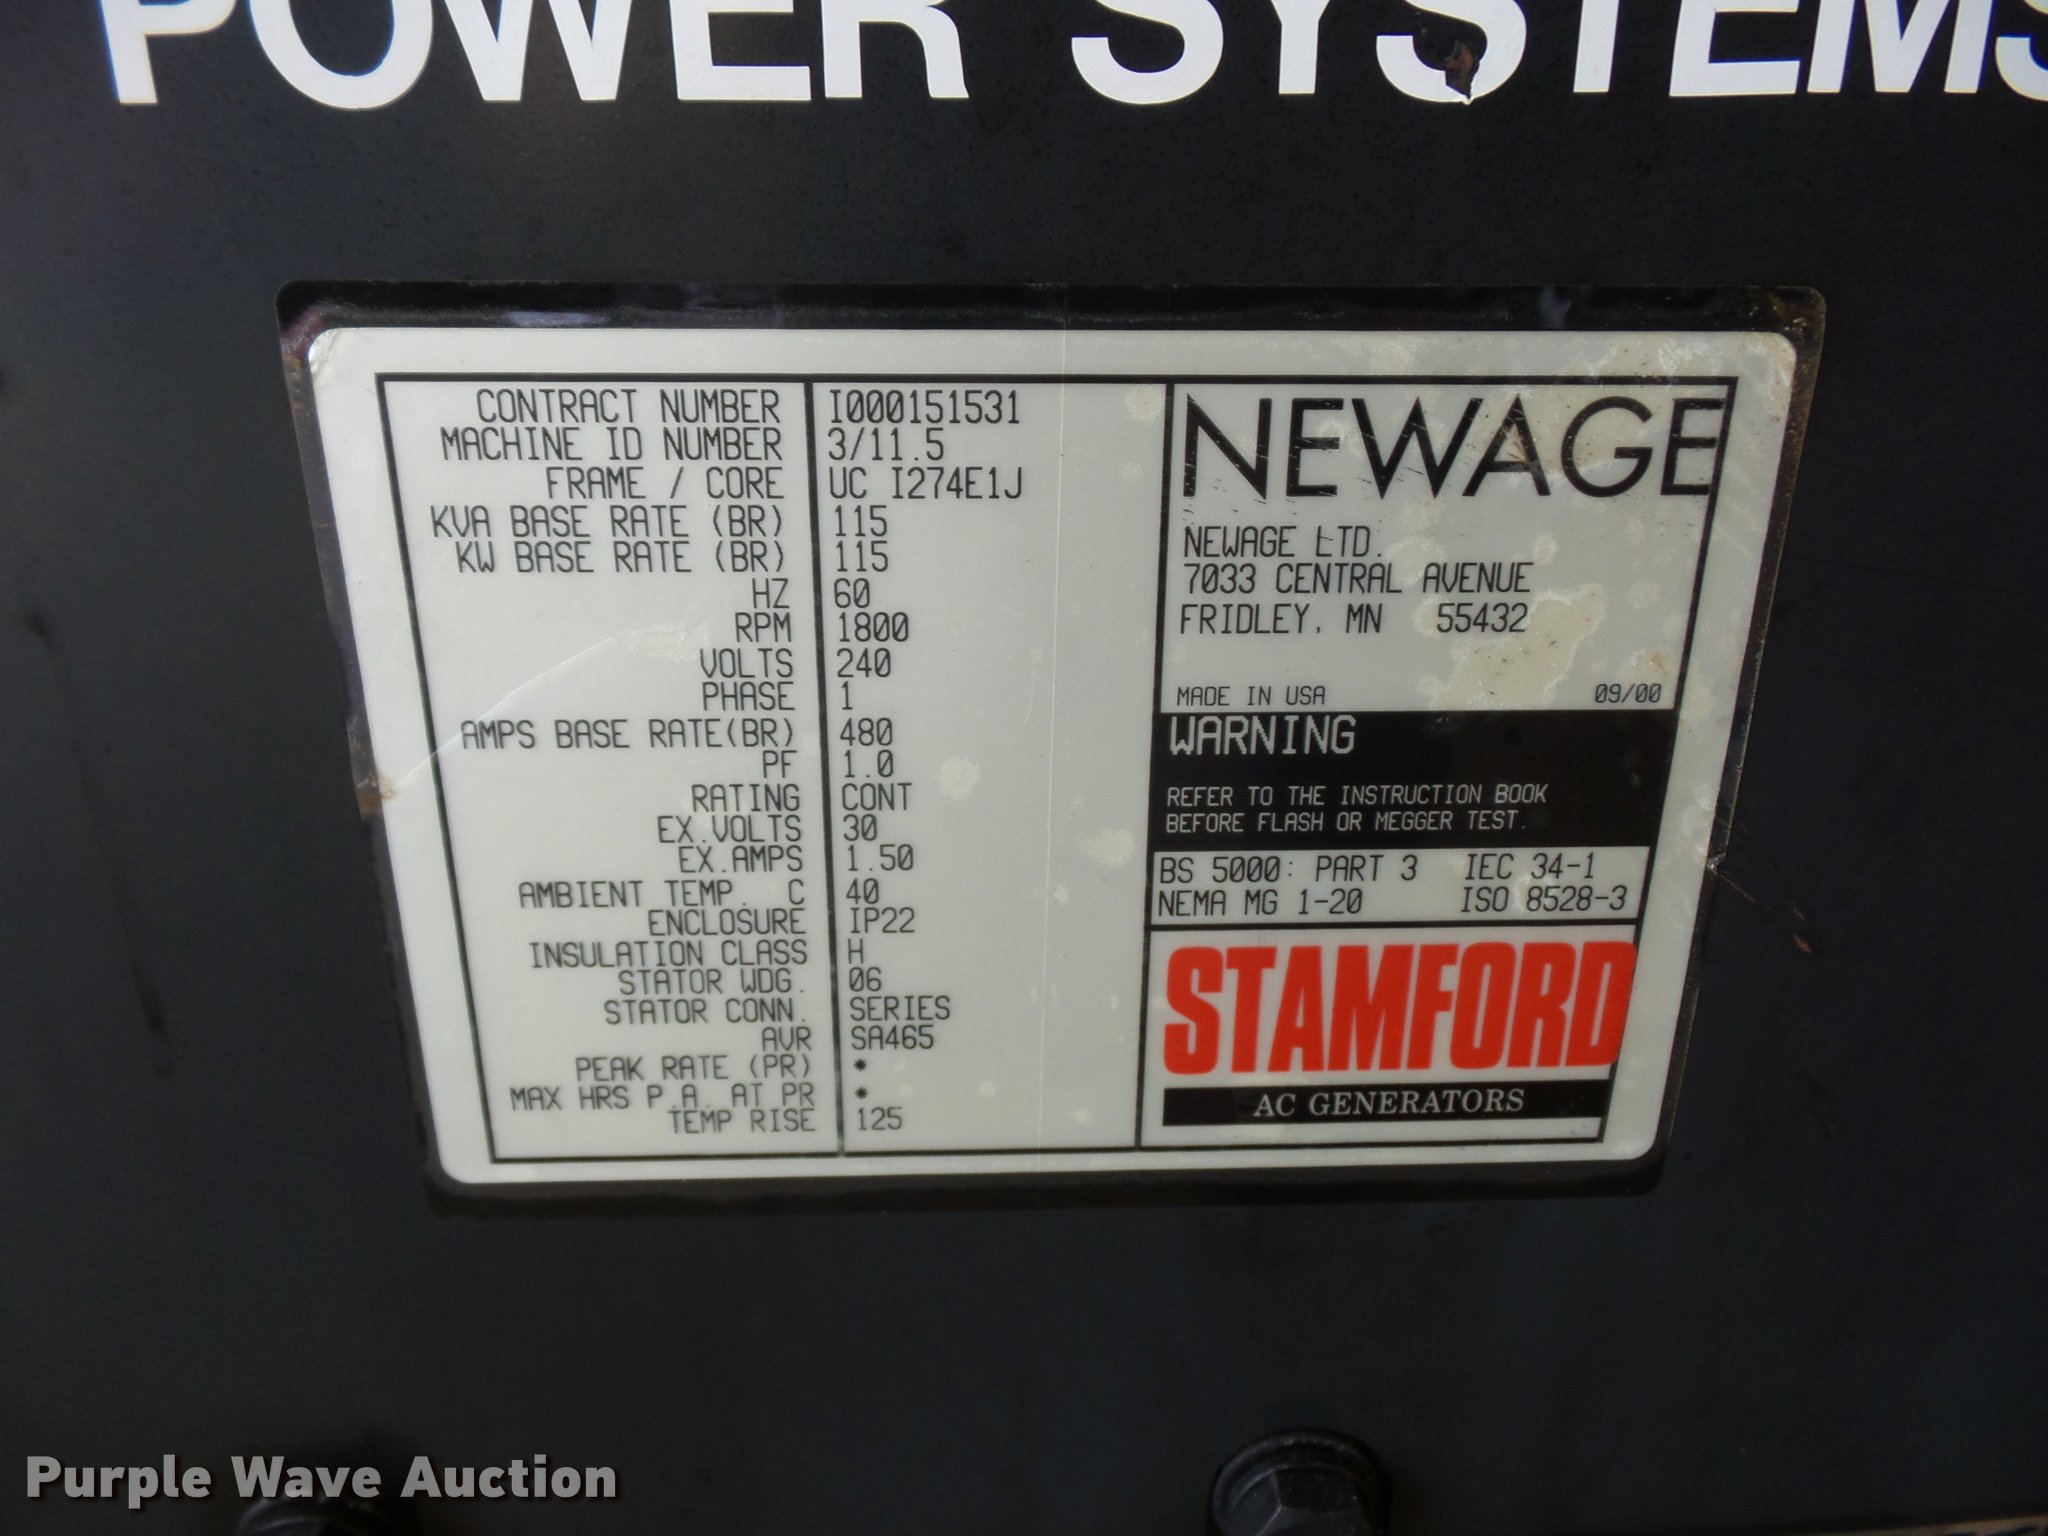 POWER SYSTEMS
CONTRACT NUMBER I000151531
MACHINE ID NUMBER 3/11.5
FRAME / CORE UC I274E1J
KVA BASE RATE (BR) 115
KW BASE RATE (BR) 115
HZ 60
RPM 1800
VOLTS 240
PHASE 1
AMPS BASE RATE(BR) 480
PF 1.0
RATING CONT
EX.VOLTS 30
EX.AMPS 1.50
AMBIENT TEMP. C 40
ENCLOSURE IP22
INSULATION CLASS H
STATOR WDG. 06
STATOR CONN. SERIES
AVR SA465
PEAK RATE (PR) *
MAX HRS P.A. AT PR *
TEMP RISE 125
NEWAGE
NEWAGE LTD.
7033 CENTRAL AVENUE
FRIDLEY, MN 55432
MADE IN USA 09/00
WARNING
REFER TO THE INSTRUCTION BOOK
BEFORE FLASH OR MEGGER TEST.
BS 5000: PART 3 IEC 34-1
NEMA MG 1-20 ISO 8528-3
STAMFORD
AC GENERATORS
Purple Wave Auction